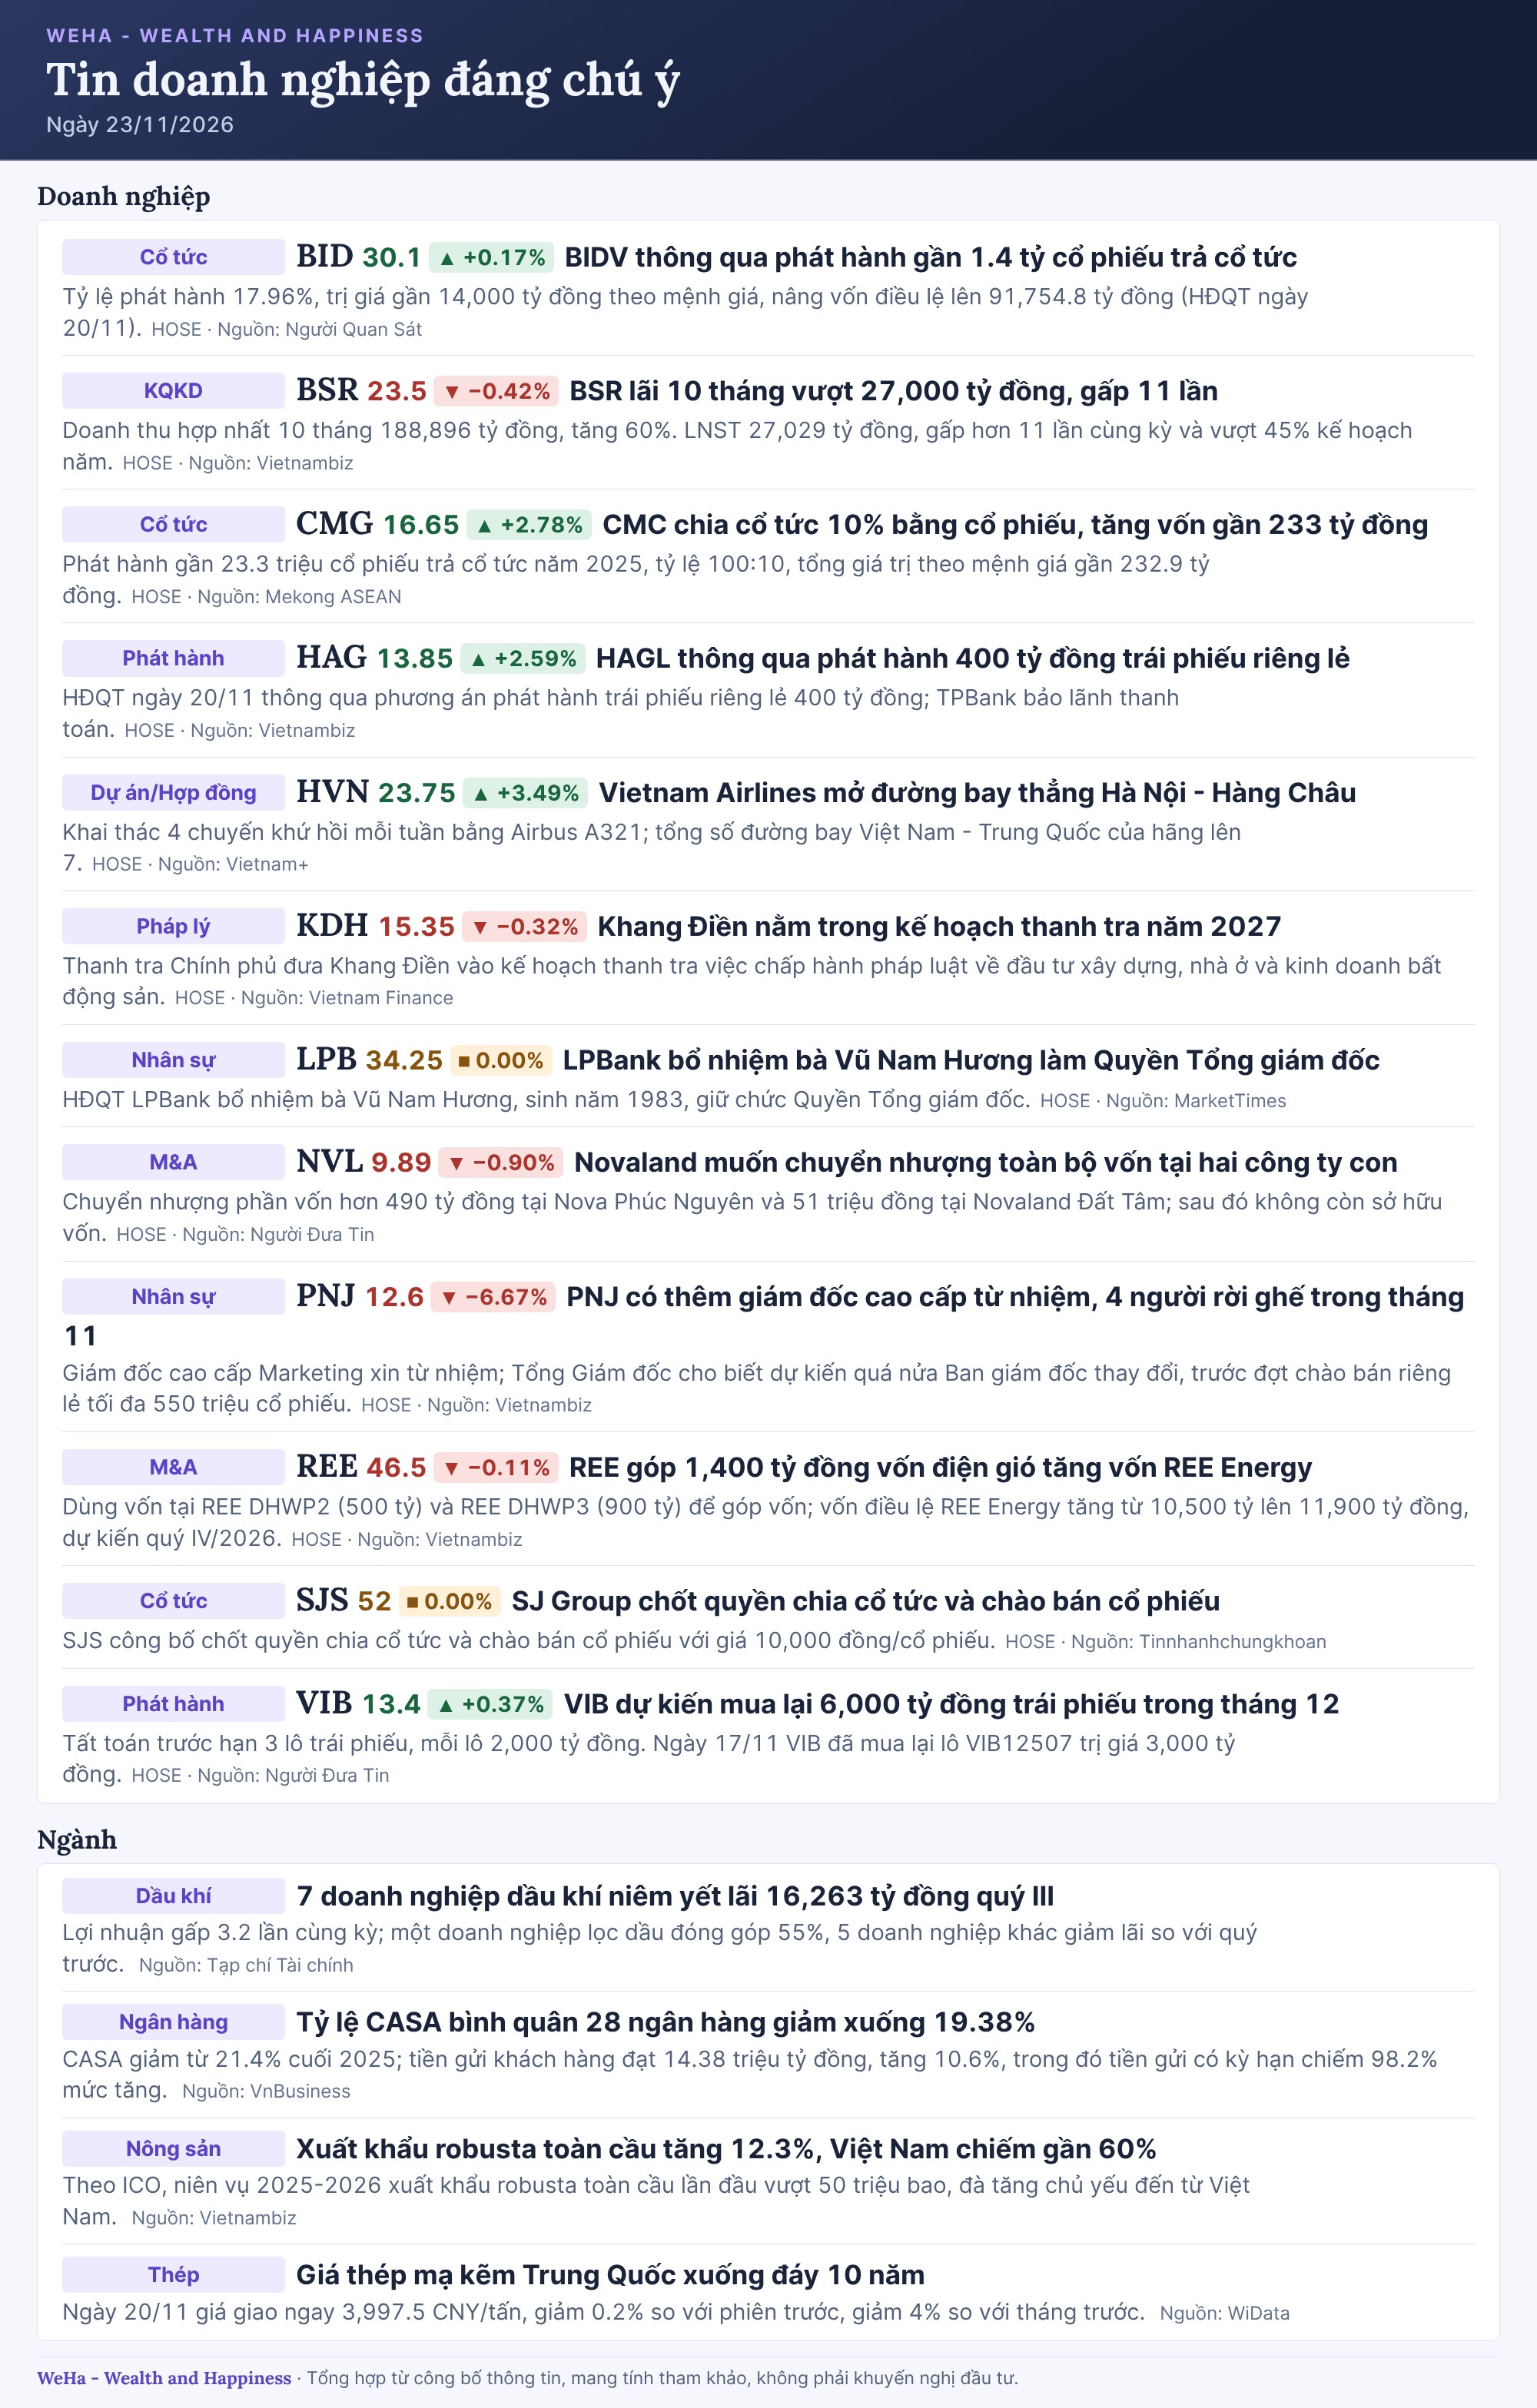 WEHA - WEALTH AND HAPPINESS
Tin doanh nghiệp đáng chú ý
Ngày 23/11/2026
Doanh nghiệp
Cổ tức BID 30.1 ▲ +0.17% BIDV thông qua phát hành gần 1.4 tỷ cổ phiếu trả cổ tức
Tỷ lệ phát hành 17.96%, trị giá gần 14,000 tỷ đồng theo mệnh giá, nâng vốn điều lệ lên 91,754.8 tỷ đồng (HĐQT ngày
20/11). HOSE · Nguồn: Người Quan Sát
KQKD BSR 23.5 ▼ −0.42% BSR lãi 10 tháng vượt 27,000 tỷ đồng, gấp 11 lần
Doanh thu hợp nhất 10 tháng 188,896 tỷ đồng, tăng 60%. LNST 27,029 tỷ đồng, gấp hơn 11 lần cùng kỳ và vượt 45% kế hoạch
năm. HOSE · Nguồn: Vietnambiz
Cổ tức CMG 16.65 ▲ +2.78% CMC chia cổ tức 10% bằng cổ phiếu, tăng vốn gần 233 tỷ đồng
Phát hành gần 23.3 triệu cổ phiếu trả cổ tức năm 2025, tỷ lệ 100:10, tổng giá trị theo mệnh giá gần 232.9 tỷ
đồng. HOSE · Nguồn: Mekong ASEAN
Phát hành HAG 13.85 ▲ +2.59% HAGL thông qua phát hành 400 tỷ đồng trái phiếu riêng lẻ
HĐQT ngày 20/11 thông qua phương án phát hành trái phiếu riêng lẻ 400 tỷ đồng; TPBank bảo lãnh thanh
toán. HOSE · Nguồn: Vietnambiz
Dự án/Hợp đồng HVN 23.75 ▲ +3.49% Vietnam Airlines mở đường bay thẳng Hà Nội - Hàng Châu
Khai thác 4 chuyến khứ hồi mỗi tuần bằng Airbus A321; tổng số đường bay Việt Nam - Trung Quốc của hãng lên
7. HOSE · Nguồn: Vietnam+
Pháp lý KDH 15.35 ▼ −0.32% Khang Điền nằm trong kế hoạch thanh tra năm 2027
Thanh tra Chính phủ đưa Khang Điền vào kế hoạch thanh tra việc chấp hành pháp luật về đầu tư xây dựng, nhà ở và kinh doanh bất
động sản. HOSE · Nguồn: Vietnam Finance
Nhân sự LPB 34.25 ■ 0.00% LPBank bổ nhiệm bà Vũ Nam Hương làm Quyền Tổng giám đốc
HĐQT LPBank bổ nhiệm bà Vũ Nam Hương, sinh năm 1983, giữ chức Quyền Tổng giám đốc. HOSE · Nguồn: MarketTimes
M&A NVL 9.89 ▼ −0.90% Novaland muốn chuyển nhượng toàn bộ vốn tại hai công ty con
Chuyển nhượng phần vốn hơn 490 tỷ đồng tại Nova Phúc Nguyên và 51 triệu đồng tại Novaland Đất Tâm; sau đó không còn sở hữu
vốn. HOSE · Nguồn: Người Đưa Tin
Nhân sự PNJ 12.6 ▼ −6.67% PNJ có thêm giám đốc cao cấp từ nhiệm, 4 người rời ghế trong tháng
11
Giám đốc cao cấp Marketing xin từ nhiệm; Tổng Giám đốc cho biết dự kiến quá nửa Ban giám đốc thay đổi, trước đợt chào bán riêng
lẻ tối đa 550 triệu cổ phiếu. HOSE · Nguồn: Vietnambiz
M&A REE 46.5 ▼ −0.11% REE góp 1,400 tỷ đồng vốn điện gió tăng vốn REE Energy
Dùng vốn tại REE DHWP2 (500 tỷ) và REE DHWP3 (900 tỷ) để góp vốn; vốn điều lệ REE Energy tăng từ 10,500 tỷ lên 11,900 tỷ đồng,
dự kiến quý IV/2026. HOSE · Nguồn: Vietnambiz
Cổ tức SJS 52 ■ 0.00% SJ Group chốt quyền chia cổ tức và chào bán cổ phiếu
SJS công bố chốt quyền chia cổ tức và chào bán cổ phiếu với giá 10,000 đồng/cổ phiếu. HOSE · Nguồn: Tinnhanhchungkhoan
Phát hành VIB 13.4 ▲ +0.37% VIB dự kiến mua lại 6,000 tỷ đồng trái phiếu trong tháng 12
Tất toán trước hạn 3 lô trái phiếu, mỗi lô 2,000 tỷ đồng. Ngày 17/11 VIB đã mua lại lô VIB12507 trị giá 3,000 tỷ
đồng. HOSE · Nguồn: Người Đưa Tin
Ngành
Dầu khí 7 doanh nghiệp dầu khí niêm yết lãi 16,263 tỷ đồng quý III
Lợi nhuận gấp 3.2 lần cùng kỳ; một doanh nghiệp lọc dầu đóng góp 55%, 5 doanh nghiệp khác giảm lãi so với quý
trước. Nguồn: Tạp chí Tài chính
Ngân hàng Tỷ lệ CASA bình quân 28 ngân hàng giảm xuống 19.38%
CASA giảm từ 21.4% cuối 2025; tiền gửi khách hàng đạt 14.38 triệu tỷ đồng, tăng 10.6%, trong đó tiền gửi có kỳ hạn chiếm 98.2%
mức tăng. Nguồn: VnBusiness
Nông sản Xuất khẩu robusta toàn cầu tăng 12.3%, Việt Nam chiếm gần 60%
Theo ICO, niên vụ 2025-2026 xuất khẩu robusta toàn cầu lần đầu vượt 50 triệu bao, đà tăng chủ yếu đến từ Việt
Nam. Nguồn: Vietnambiz
Thép Giá thép mạ kẽm Trung Quốc xuống đáy 10 năm
Ngày 20/11 giá giao ngay 3,997.5 CNY/tấn, giảm 0.2% so với phiên trước, giảm 4% so với tháng trước. Nguồn: WiData
WeHa - Wealth and Happiness · Tổng hợp từ công bố thông tin, mang tính tham khảo, không phải khuyến nghị đầu tư.